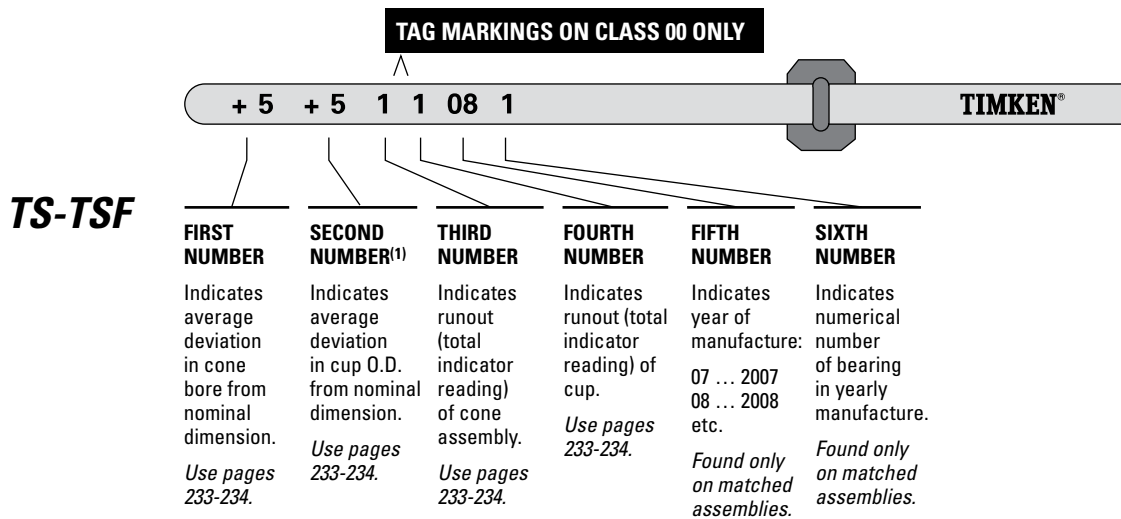 TAG MARKINGS ON CLASS 00 ONLY
+ 5 + 5 1 1 08 1
TIMKEN®
TS-TSF
FIRST
NUMBER
Indicates
average
deviation
in cone
bore from
nominal
dimension.
Use pages
233-234.
SECOND
NUMBER(1)
Indicates
average
deviation
in cup O.D.
from nominal
dimension.
Use pages
233-234.
THIRD
NUMBER
Indicates
runout
(total
indicator
reading)
of cone
assembly.
Use pages
233-234.
FOURTH
NUMBER
Indicates
runout (total
indicator
reading) of
cup.
Use pages
233-234.
FIFTH
NUMBER
Indicates
year of
manufacture:
07 … 2007
08 … 2008
etc.
Found only
on matched
assemblies.
SIXTH
NUMBER
Indicates
numerical
number
of bearing
in yearly
manufacture.
Found only
on matched
assemblies.